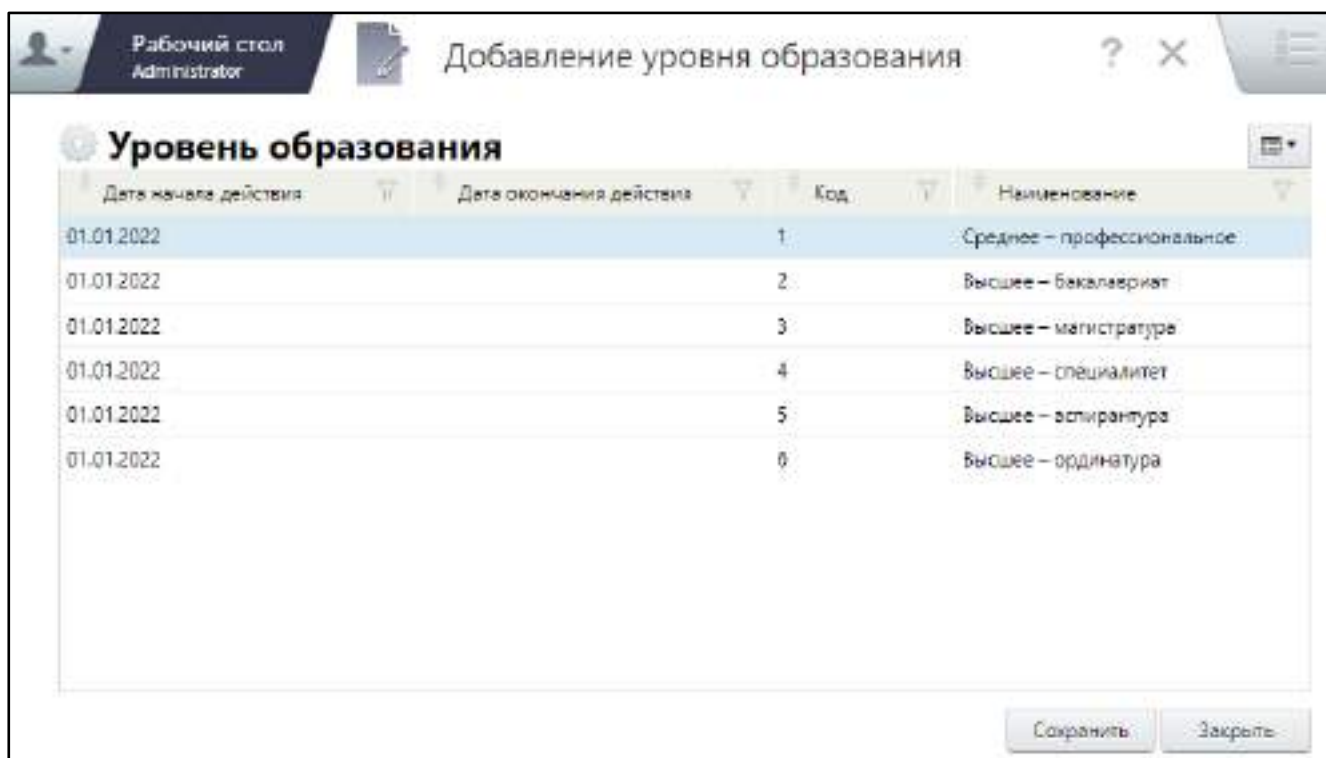 Рабочий стол
Administrator
Добавление уровня образования
?
Уровень образования
Дата начала действия Дата окончания действия Код Наименование
01.01.2022 1 Среднее – профессиональное
01.01.2022 2 Высшее – бакалавриат
01.01.2022 3 Высшее – магистратура
01.01.2022 4 Высшее – специалитет
01.01.2022 5 Высшее – аспирантура
01.01.2022 6 Высшее – ординатура
Сохранить Закрыть